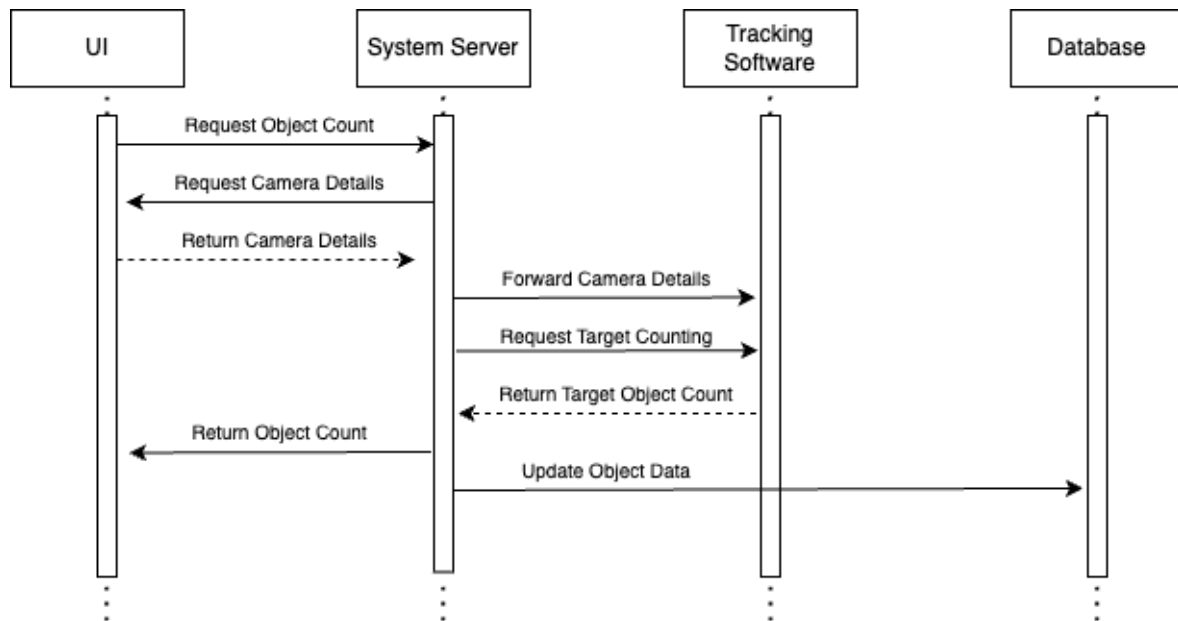 UI
System Server
Tracking
Software
Database
Request Object Count
Request Camera Details
Return Camera Details
Forward Camera Details
Request Target Counting
Return Target Object Count
Return Object Count
Update Object Data